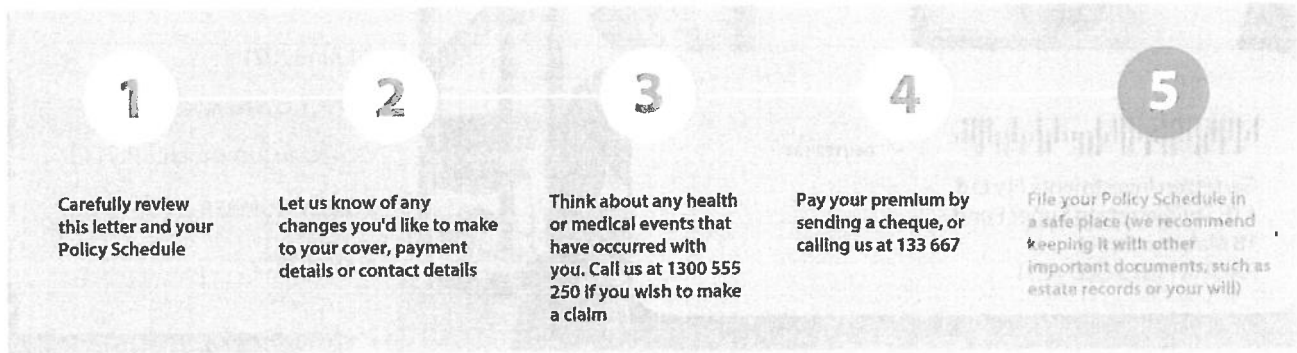 1
Carefully review
this letter and your
Policy Schedule
2
Let us know of any
changes you'd like to make
to your cover, payment
details or contact details
3
Think about any health
or medical events that
have occurred with
you. Call us at 1300 555
250 if you wish to make
a claim
4
Pay your premium by
sending a cheque, or
calling us at 133 667
5
File your Policy Schedule in
a safe place (we recommend
keeping it with other
important documents, such as
estate records or your will)